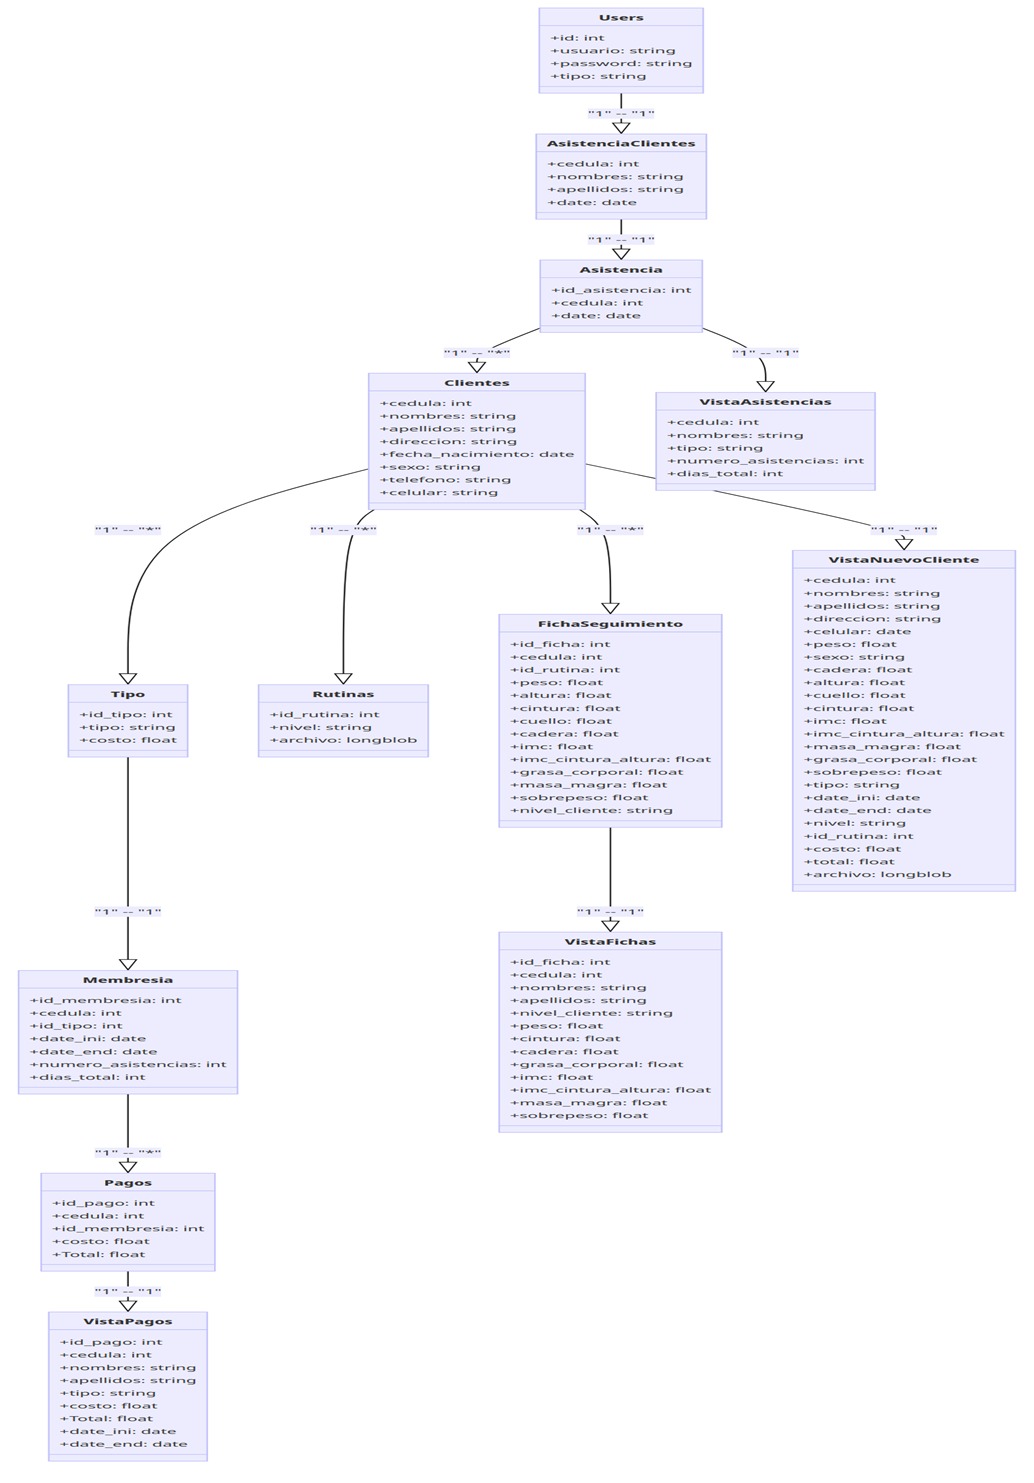 Users
+id: int
+usuario: string
+password: string
+tipo: string
"1" -- "1"
AsistenciaClientes
+cedula: int
+nombres: string
+apellidos: string
+date: date
"1" -- "1"
Asistencia
+id_asistencia: int
+cedula: int
+date: date
"1" -- "*"
"1" -- "1"
Clientes
+cedula: int
+nombres: string
+apellidos: string
+direccion: string
+fecha_nacimiento: date
+sexo: string
+telefono: string
+celular: string
VistaAsistencias
+cedula: int
+nombres: string
+tipo: string
+numero_asistencias: int
+dias_total: int
"1" -- "*"
"1" -- "*"
"1" -- "*"
"1" -- "1"
Tipo
+id_tipo: int
+tipo: string
+costo: float
Rutinas
+id_rutina: int
+nivel: string
+archivo: longblob
FichaSeguimiento
+id_ficha: int
+cedula: int
+id_rutina: int
+peso: float
+altura: float
+cintura: float
+cuello: float
+cadera: float
+imc: float
+imc_cintura_altura: float
+grasa_corporal: float
+masa_magra: float
+sobrepeso: float
+nivel_cliente: string
VistaNuevoCliente
+cedula: int
+nombres: string
+apellidos: string
+direccion: string
+celular: date
+peso: float
+sexo: string
+cadera: float
+altura: float
+cuello: float
+cintura: float
+imc: float
+imc_cintura_altura: float
+masa_magra: float
+grasa_corporal: float
+sobrepeso: float
+tipo: string
+date_ini: date
+date_end: date
+nivel: string
+id_rutina: int
+costo: float
+total: float
+archivo: longblob
"1" -- "1"
"1" -- "1"
Membresia
+id_membresia: int
+cedula: int
+id_tipo: int
+date_ini: date
+date_end: date
+numero_asistencias: int
+dias_total: int
VistaFichas
+id_ficha: int
+cedula: int
+nombres: string
+apellidos: string
+nivel_cliente: string
+peso: float
+cintura: float
+cadera: float
+grasa_corporal: float
+imc: float
+imc_cintura_altura: float
+masa_magra: float
+sobrepeso: float
"1" -- "*"
Pagos
+id_pago: int
+cedula: int
+id_membresia: int
+costo: float
+Total: float
"1" -- "1"
VistaPagos
+id_pago: int
+cedula: int
+nombres: string
+apellidos: string
+tipo: string
+costo: float
+Total: float
+date_ini: date
+date_end: date